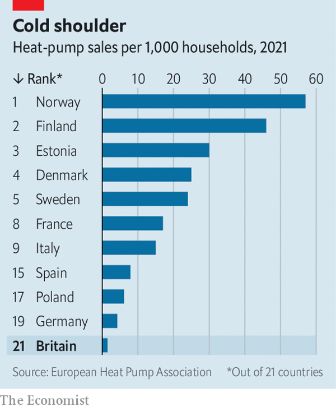 Cold shoulder
Heat-pump sales per 1,000 households, 2021
↓ Rank* 0 10 20 30 40 50 60
1 Norway
2 Finland
3 Estonia
4 Denmark
5 Sweden
8 France
9 Italy
15 Spain
17 Poland
19 Germany
21 Britain
Source: European Heat Pump Association *Out of 21 countries
The Economist